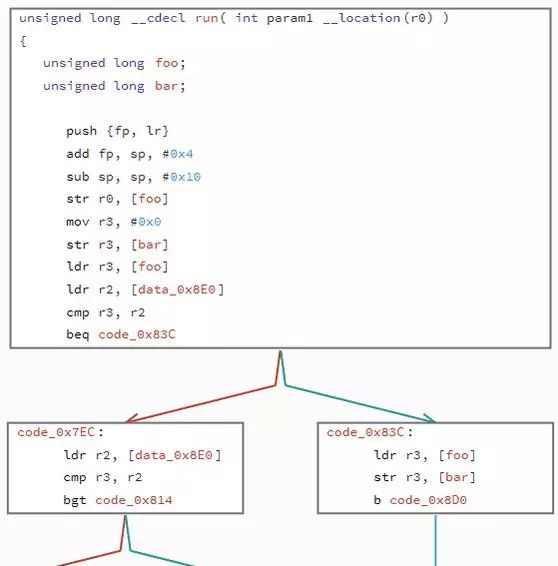 unsigned long __cdecl run( int param1 __location(r0) )
{
unsigned long foo;
unsigned long bar;
push {fp, lr}
add fp, sp, #0x4
sub sp, sp, #0x10
str r0, [foo]
mov r3, #0x0
str r3, [bar]
ldr r3, [foo]
ldr r2, [data_0x8E0]
cmp r3, r2
beq code_0x83C
code_0x7EC:
ldr r2, [data_0x8E0]
cmp r3, r2
bgt code_0x814
code_0x83C:
ldr r3, [foo]
str r3, [bar]
b code_0x8D0